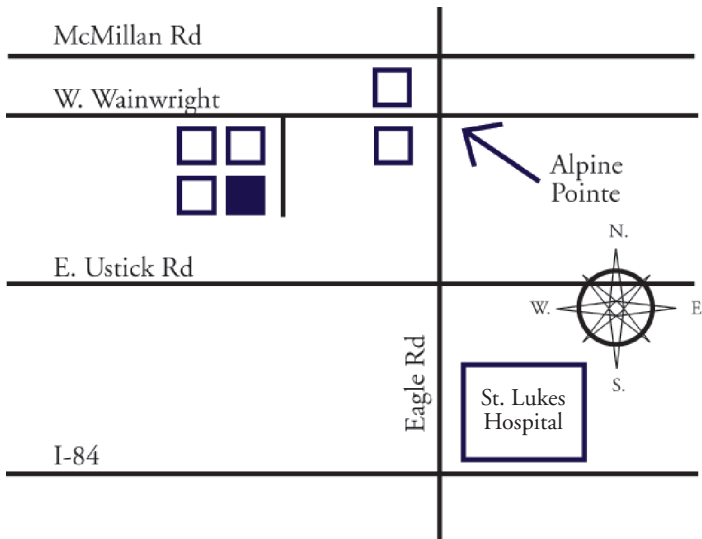 McMillan Rd
W. Wainwright
Alpine
Pointe
N.
E. Ustick Rd
W.
E
S.
Eagle Rd
St. Lukes
Hospital
I-84